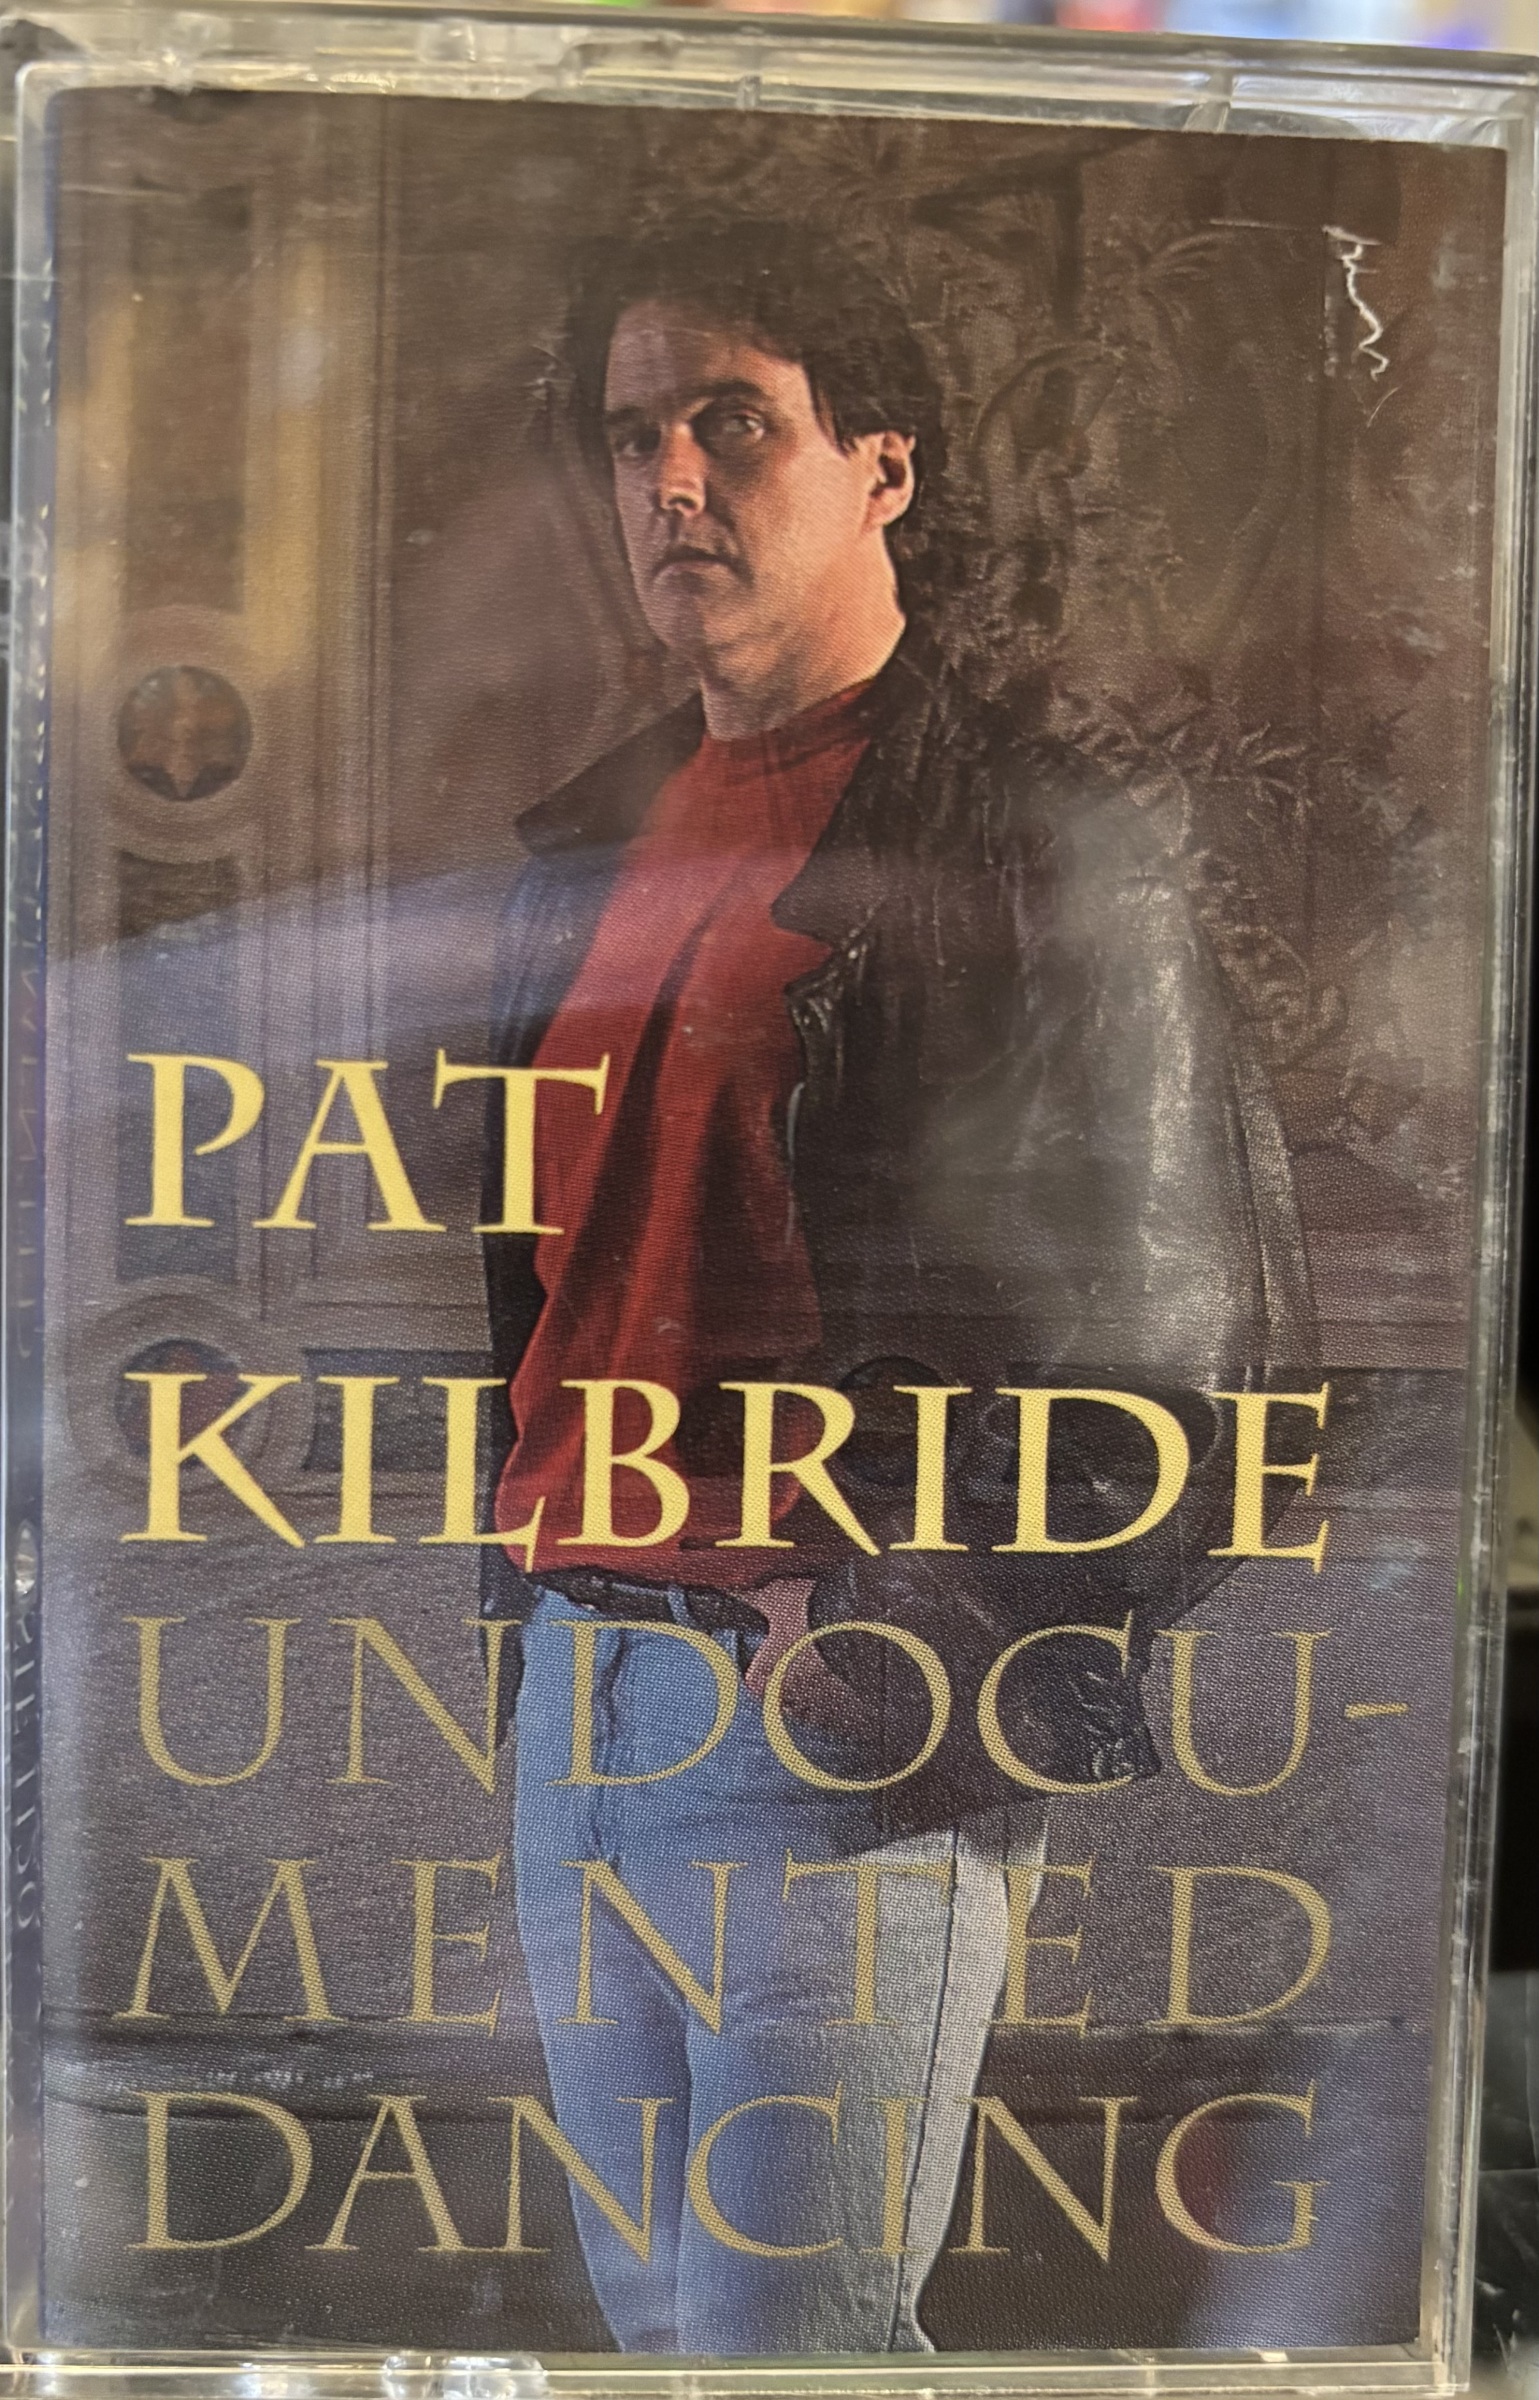 PAT
KILBRIDE
UNDOCU-
MENTED
DANCING